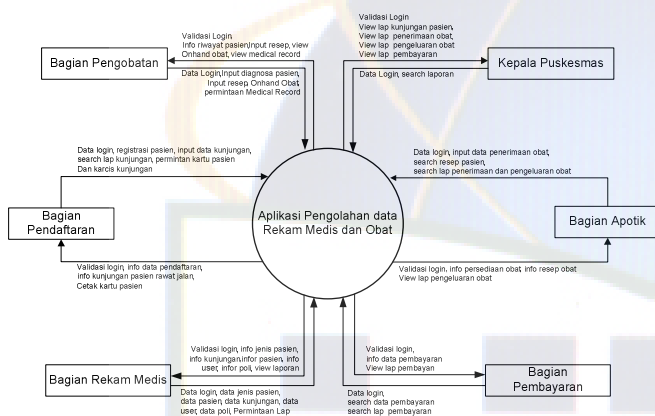 Validasi Login,
Info riwayat pasien,Input resep, view
Onhand obat, view medical record
Bagian Pengobatan
Data Login,Input diagnosa pasien,
Input resep, Onhand Obat,
permintaan Medical Record
Validasi Login
View lap kunjungan pasien,
View lap penerimaan obat,
View lap pengeluaran obat
View lap pembayaran
Kepala Puskesmas
Data Login, search laporan
Data login, registrasi pasien, input data kunjungan,
search lap kunjungan, permintan kartu pasien
Dan karcis kunjungan
Bagian
Pendaftaran
Validasi login, info data pendaftaran,
info kunjungan pasien rawat jalan,
Cetak kartu pasien
Aplikasi Pengolahan data
Rekam Medis dan Obat
Data login, input data penerimaan obat,
search resep pasien,
search lap penerimaan dan pengeluaran obat
Bagian Apotik
Validasi login, info persediaan obat, info resep obat
View lap pengeluaran obat
Validasi login, info jenis pasien,
info kunjungan,infor pasien, info
user, infor poli, view laporan
Bagian Rekam Medis
Data login, data jenis pasien,
data pasien, data kunjungan, data
user, data poli, Permintaan Lap
Validasi login,
info data pembayaran
View lap pembayan
Bagian
Pembayaran
Data login,
search data pembayaran
search lap pembayaran